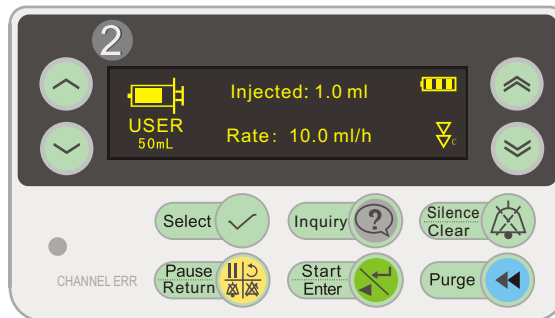 2
Injected: 1.0 ml
USER
50mL
Rate: 10.0 ml/h
C
Select
Inquiry
Silence
Clear
CHANNEL ERR
Pause
Return
Start
Enter
Purge